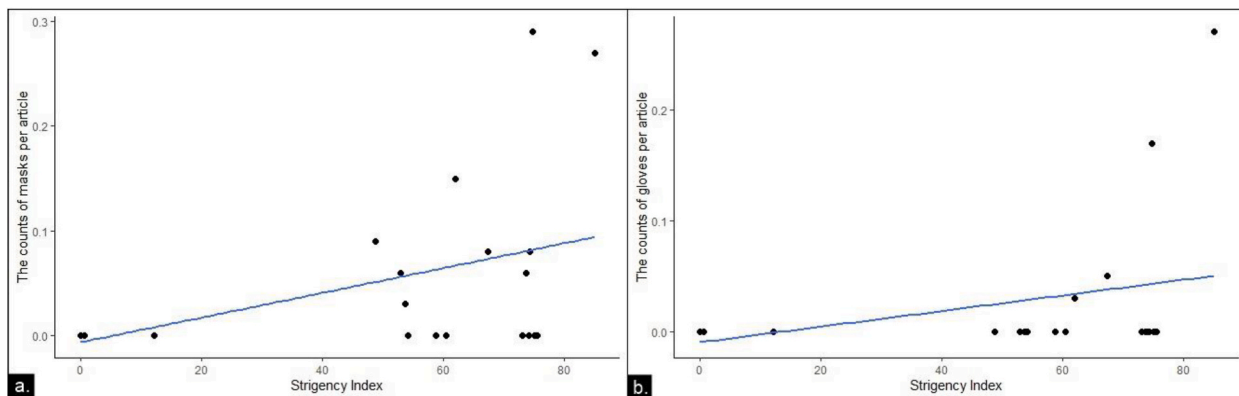 0.3
0.2
0.1
0.0
The counts of masks per article
0 20 40 60 80
Strigency Index
a.
0.2
0.1
0.0
The counts of gloves per article
0 20 40 60 80
Strigency Index
b.